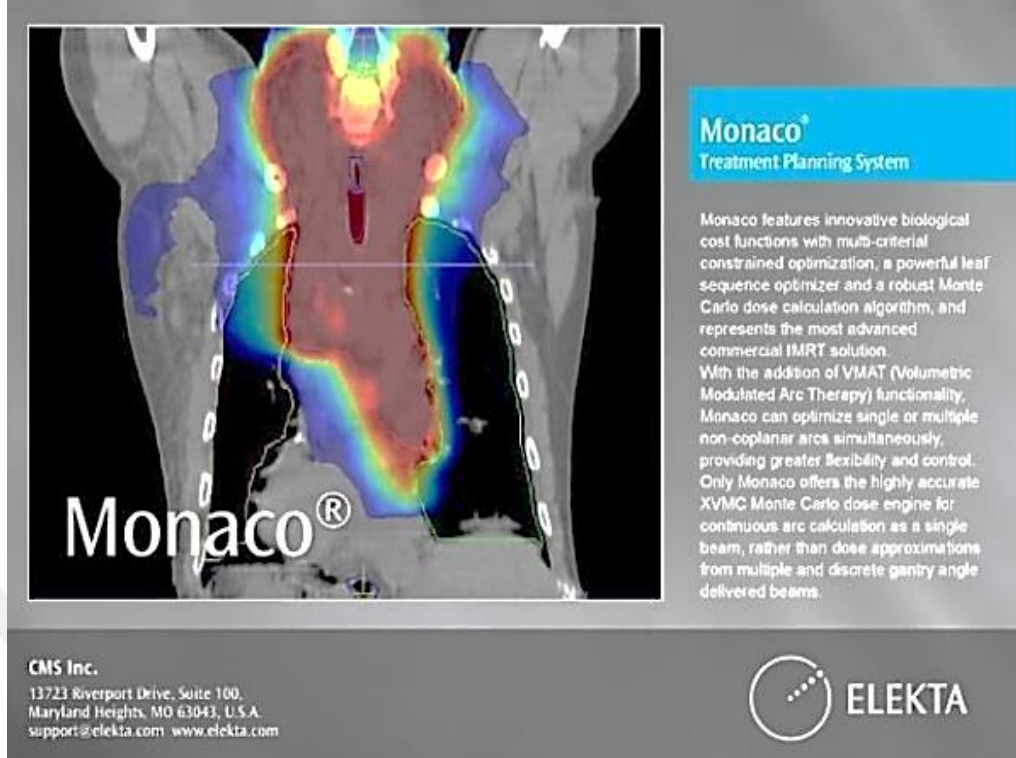 Monaco®
Monaco®
Treatment Planning System
Monaco features innovative biological
cost functions with multi-criterial
constrained optimization, a powerful leaf
sequence optimizer and a robust Monte
Carlo dose calculation algorithm, and
represents the most advanced
commercial IMRT solution.
With the addition of VMAT (Volumetric
Modulated Arc Therapy) functionality,
Monaco can optimize single or multiple
non-coplanar arcs simultaneously,
providing greater flexibility and control.
Only Monaco offers the highly accurate
XVMC Monte Carlo dose engine for
continuous arc calculation as a single
beam, rather than dose approximations
from multiple and discrete gantry angle
delivered beams.
CMS Inc.
13723 Riverport Drive, Suite 100,
Maryland Heights, MO 63043, U.S.A.
support@elekta.com www.elekta.com
ELEKTA